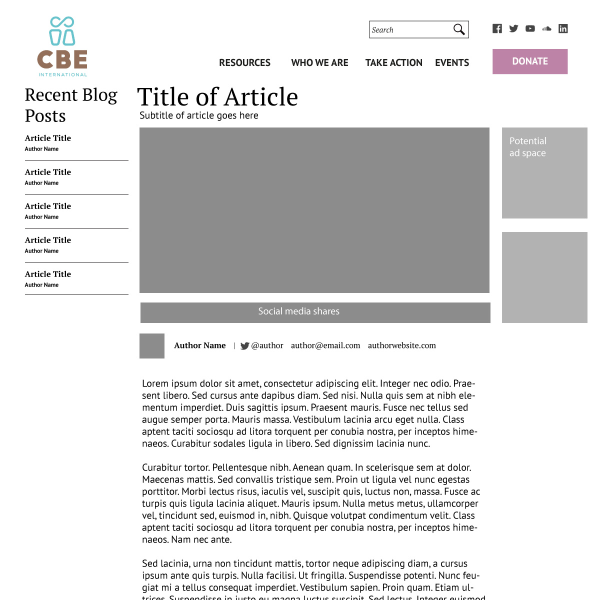 CBE
INTERNATIONAL
Search
RESOURCES WHO WE ARE TAKE ACTION EVENTS
DONATE
Recent Blog
Posts
Article Title
Author Name
Article Title
Author Name
Article Title
Author Name
Article Title
Author Name
Article Title
Author Name
Title of Article
Subtitle of article goes here
Potential
ad space
Social media shares
Author Name | @author author@email.com authorwebsite.com
Lorem ipsum dolor sit amet, consectetur adipiscing elit. Integer nec odio. Prae-
sent libero. Sed cursus ante dapibus diam. Sed nisi. Nulla quis sem at nibh ele-
mentum imperdiet. Duis sagittis ipsum. Praesent mauris. Fusce nec tellus sed
augue semper porta. Mauris massa. Vestibulum lacinia arcu eget nulla. Class
aptent taciti sociosqu ad litora torquent per conubia nostra, per inceptos hime-
naeos. Curabitur sodales ligula in libero. Sed dignissim lacinia nunc.
Curabitur tortor. Pellentesque nibh. Aenean quam. In scelerisque sem at dolor.
Maecenas mattis. Sed convallis tristique sem. Proin ut ligula vel nunc egestas
porttitor. Morbi lectus risus, iaculis vel, suscipit quis, luctus non, massa. Fusce ac
turpis quis ligula lacinia aliquet. Mauris ipsum. Nulla metus metus, ullamcorper
vel, tincidunt sed, euismod in, nibh. Quisque volutpat condimentum velit. Class
aptent taciti sociosqu ad litora torquent per conubia nostra, per inceptos hime-
naeos. Nam nec ante.
Sed lacinia, urna non tincidunt mattis, tortor neque adipiscing diam, a cursus
ipsum ante quis turpis. Nulla facilisi. Ut fringilla. Suspendisse potenti. Nunc feu-
giat mi a tellus consequat imperdiet. Vestibulum sapien. Proin quam. Etiam ul-
trices. Suspendisse in justo eu magna luctus suscipit. Sed lectus. Integer euismod